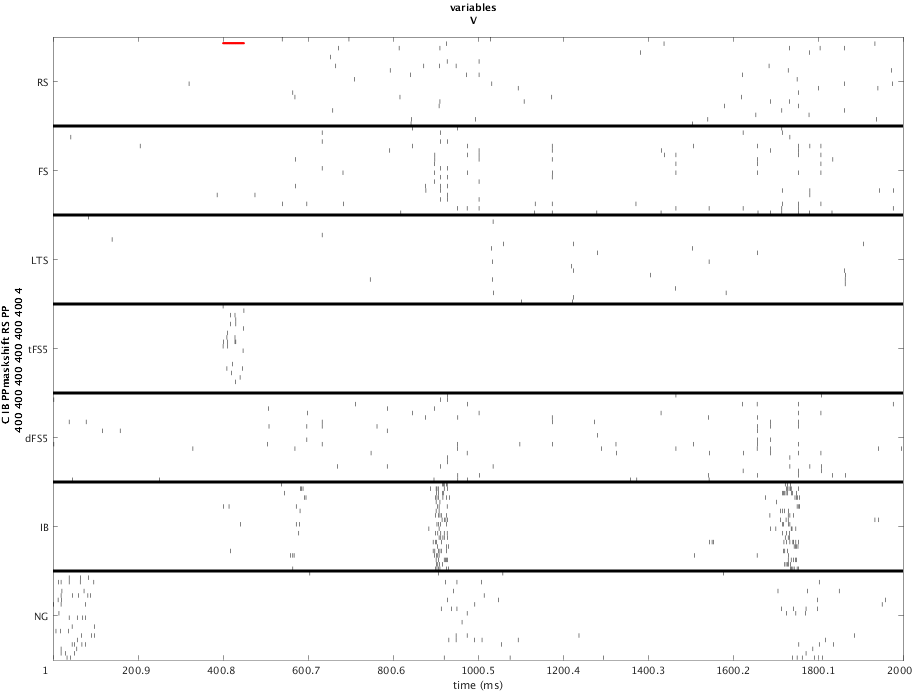 variables
V
C IB PPmaskshift RS PP
400 400 400 400 400 400 4
RS
FS
LTS
tFS5
dFS5
IB
NG
1 200.9 400.8 600.7 800.6 1000.5 1200.4 1400.3 1600.2 1800.1 2000
time (ms)